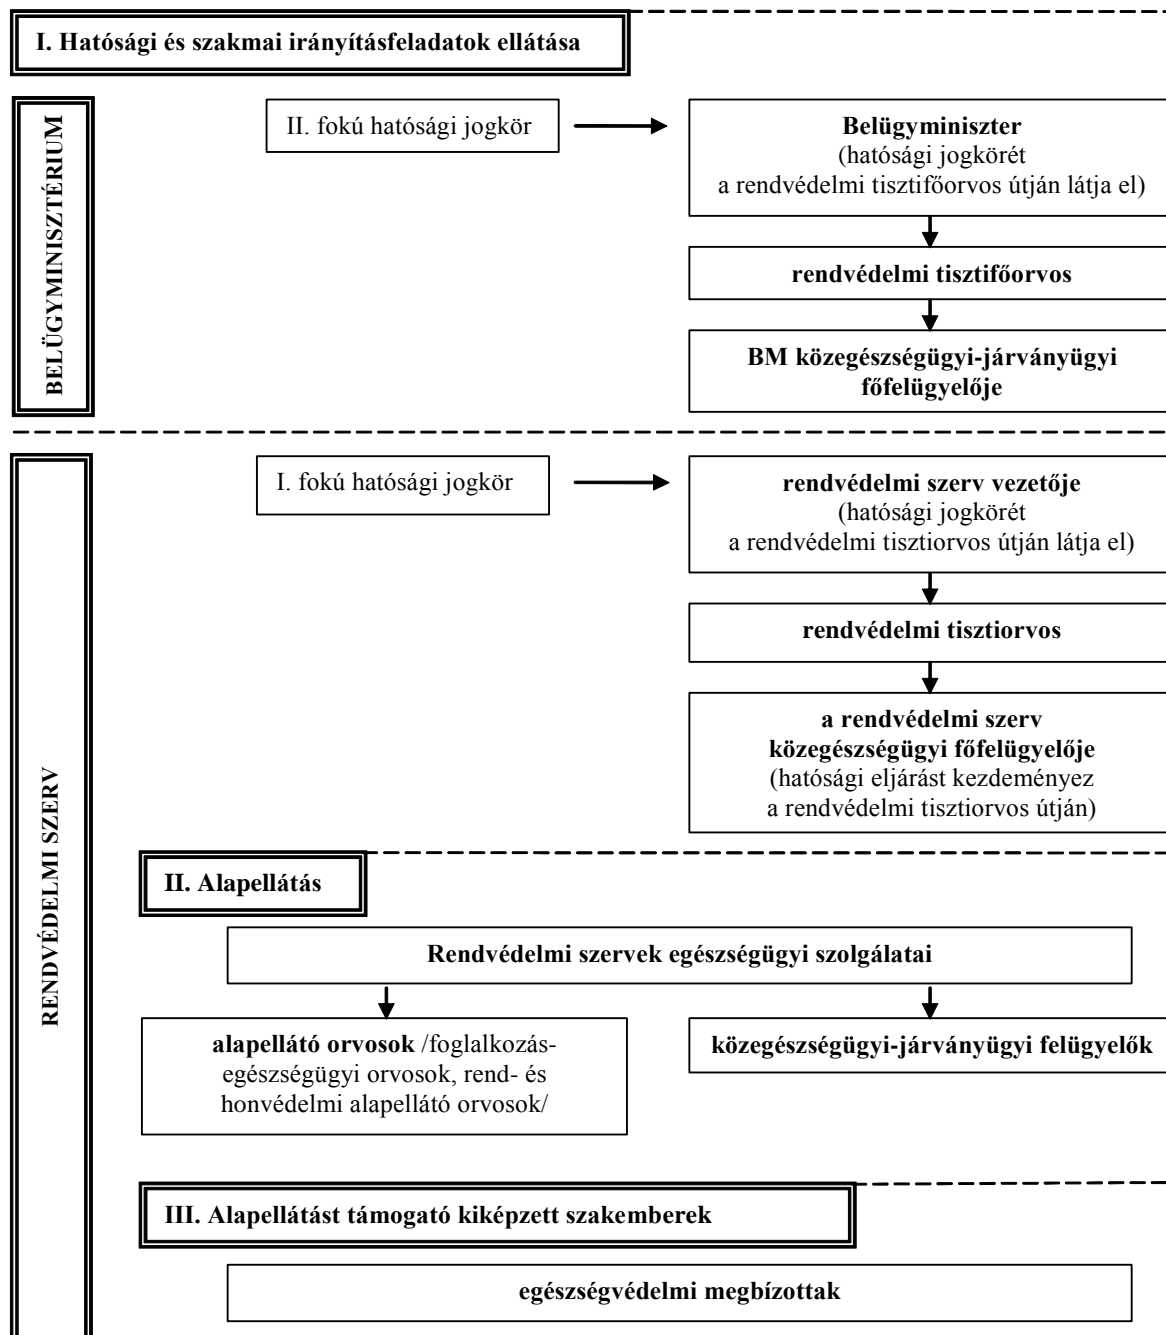 I. Hatósági és szakmai irányításfeladatok ellátása
BELÜGYMINISZTÉRIUM
II. fokú hatósági jogkör
Belügyminiszter
(hatósági jogkörét
a rendvédelmi tisztifőorvos útján látja el)
rendvédelmi tisztifőorvos
BM közegészségügyi-járványügyi
főfelügyelője
RENDVÉDELMI SZERV
I. fokú hatósági jogkör
rendvédelmi szerv vezetője
(hatósági jogkörét
a rendvédelmi tisztiorvos útján látja el)
rendvédelmi tisztiorvos
a rendvédelmi szerv
közegészségügyi főfelügyelője
(hatósági eljárást kezdeményez
a rendvédelmi tisztiorvos útján)
II. Alapellátás
Rendvédelmi szervek egészségügyi szolgálatai
alapellátó orvosok /foglalkozás-
egészségügyi orvosok, rend- és
honvédelmi alapellátó orvosok/
közegészségügyi-járványügyi felügyelők
III. Alapellátást támogató kiképzett szakemberek
egészségvédelmi megbízottak